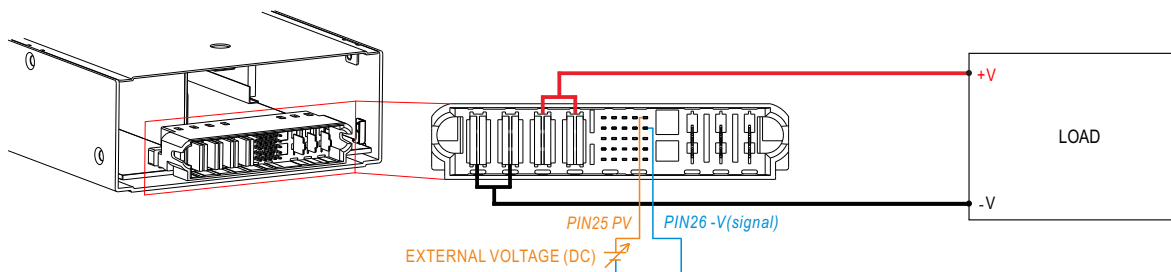 +V
LOAD
-V
PIN25 PV
PIN26 -V(signal)
EXTERNAL VOLTAGE (DC)